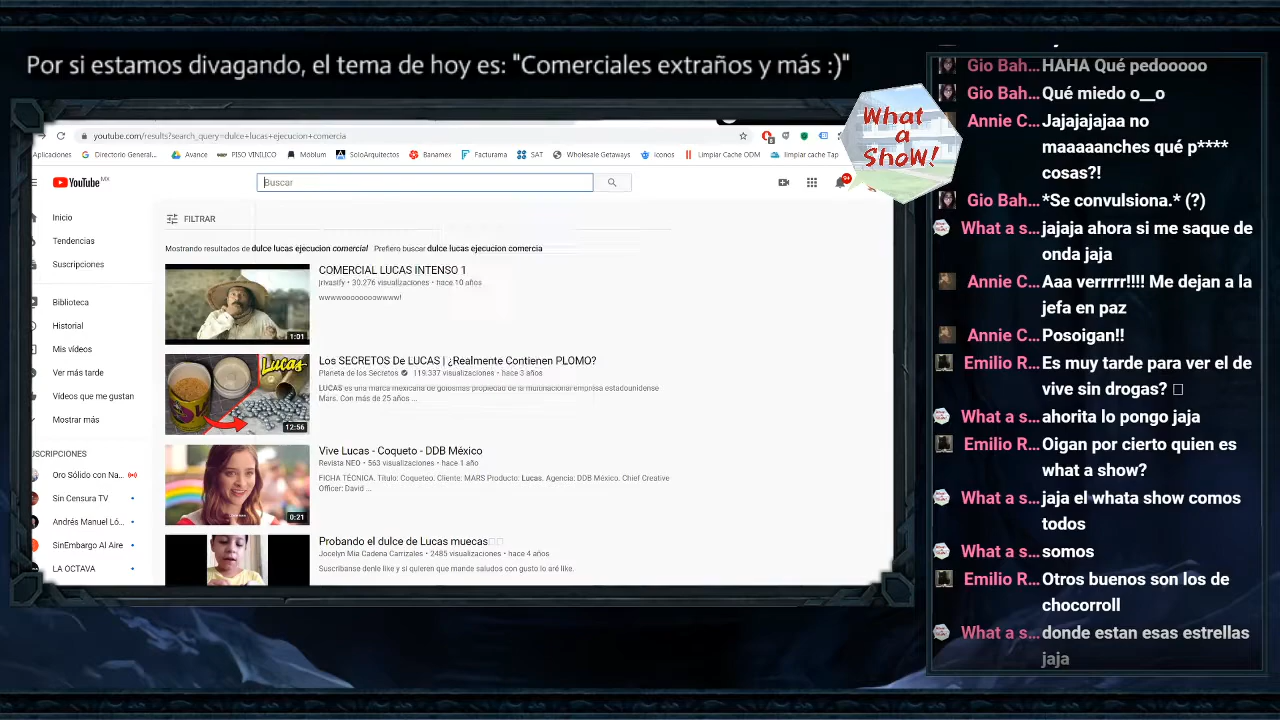 Por si estamos divagando, el tema de hoy es: "Comerciales extraños y más :)"
youtube.com/results?search_query=dulce+lucas+ejecucion+comercia
Aplicaciones
Directorio General...
Avance
PISO VINILICO
Moblum
SoloArquitectos
Banamex
Facturama
SAT
Wholesale Getaways
Iconos
Limpiar Cache ODM
limpiar cache Tap
YouTube MX
Buscar
9+
Inicio
Tendencias
Suscripciones
Biblioteca
Historial
Mis vídeos
Ver más tarde
Vídeos que me gustan
Mostrar más
USCRIPCIONES
Oro Sólido con Na...
Sin Censura TV
Andrés Manuel Ló...
SinEmbargo Al Aire
LA OCTAVA
FILTRAR
Mostrando resultados de dulce lucas ejecucion comercial Prefiero buscar dulce lucas ejecucion comercia
1:01
COMERCIAL LUCAS INTENSO 1
jrivasify • 30.276 visualizaciones • hace 10 años
wwwwooooooowwww!
Lucas
12:56
Los SECRETOS De LUCAS | ¿Realmente Contienen PLOMO?
Planeta de los Secretos 119.337 visualizaciones • hace 3 años
LUCAS es una marca mexicana de golosinas propiedad de la multinacional empresa estadounidense
Mars. Con más de 25 años ...
0:21
Vive Lucas - Coqueto - DDB México
Revista NEO • 563 visualizaciones • hace 1 año
FICHA TÉCNICA. Título: Coqueteo. Cliente: MARS Producto: Lucas. Agencia: DDB México. Chief Creative
Officer: David ...
Probando el dulce de Lucas muecas
Jocelyn Mia Cadena Carrizales • 2485 visualizaciones • hace 4 años
Suscribanse denle like y si quieren que mande saludos con gusto lo aré like.
What
a
ShoW!
Gio Bah... HAHA Qué pedooooo
Gio Bah... Qué miedo o__o
Annie C... Jajajajajaa no
maaaaanches qué p****
cosas?!
Gio Bah... *Se convulsiona.* (?)
What a s... jajaja ahora si me saque de
onda jaja
Annie C... Aaa verrrrr!!!! Me dejan a la
jefa en paz
Annie C... Posoigan!!
Emilio R... Es muy tarde para ver el de
vive sin drogas?
What a s... ahorita lo pongo jaja
Emilio R... Oigan por cierto quien es
what a show?
What a s... jaja el whata show comos
todos
What a s... somos
Emilio R... Otros buenos son los de
chocorroll
What a s... donde estan esas estrellas
jaja